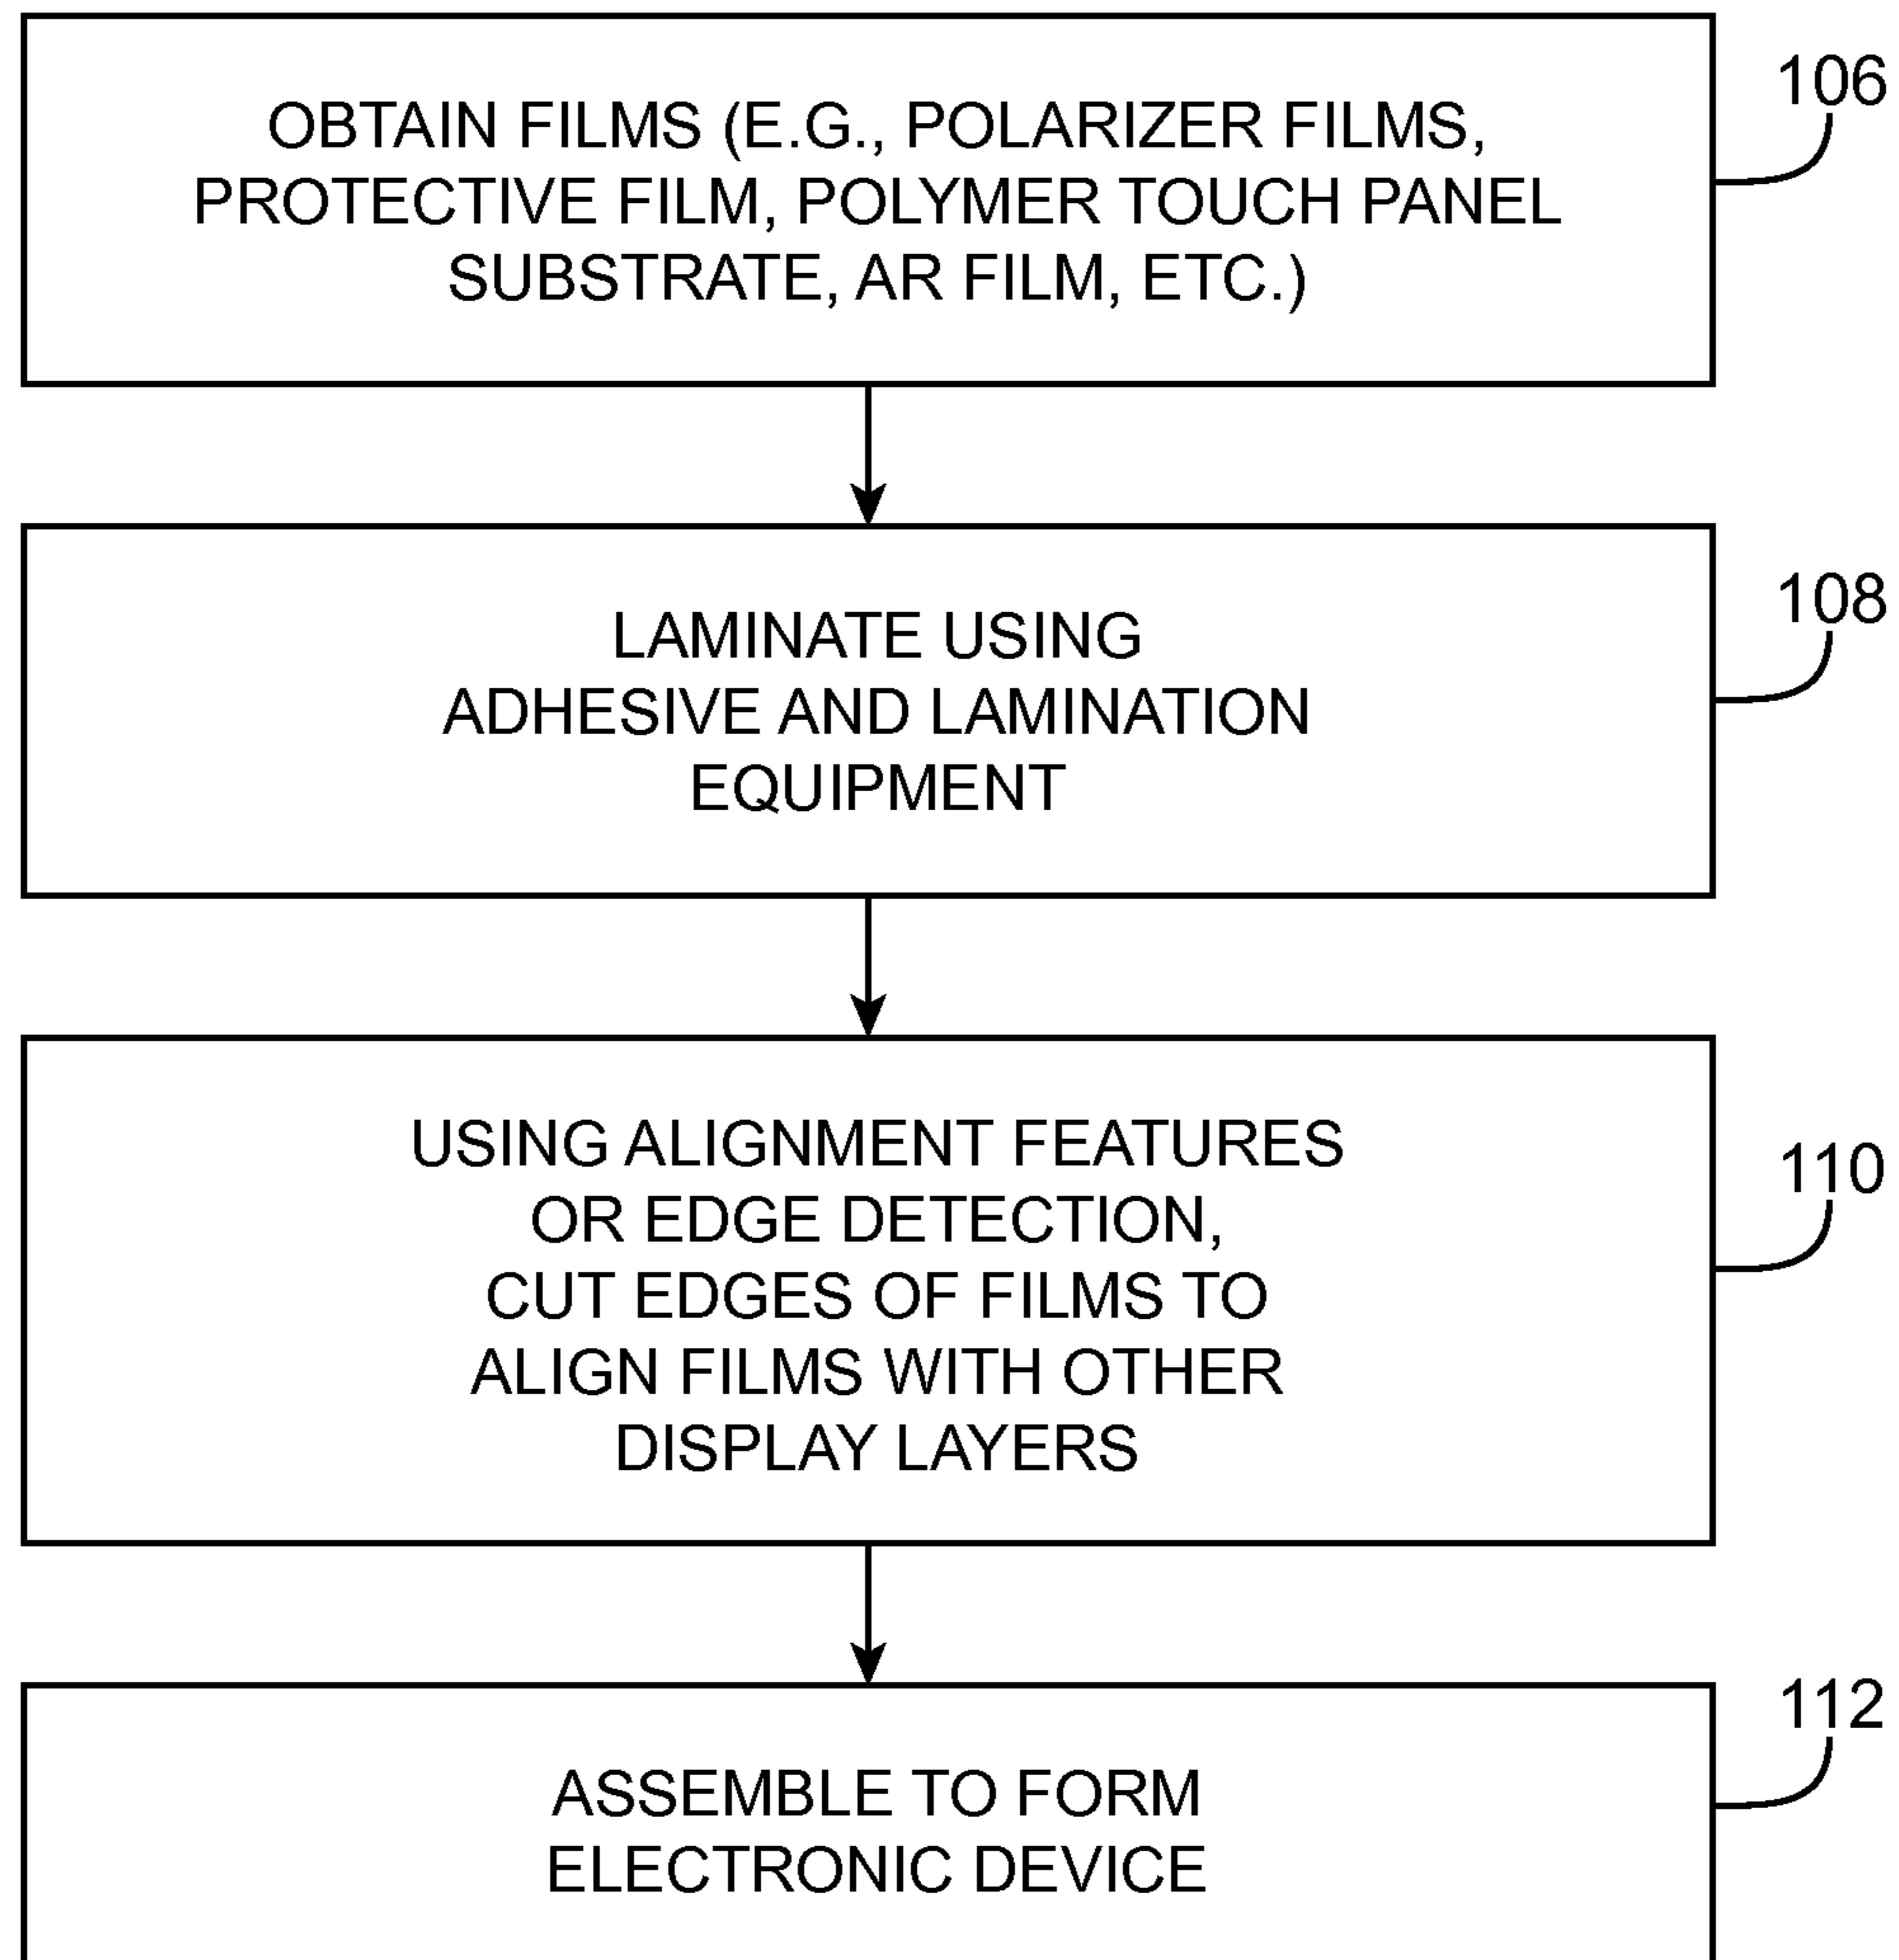 OBTAIN FILMS (E.G., POLARIZER FILMS,
PROTECTIVE FILM, POLYMER TOUCH PANEL
SUBSTRATE, AR FILM, ETC.)
106
LAMINATE USING
ADHESIVE AND LAMINATION
EQUIPMENT
108
USING ALIGNMENT FEATURES
OR EDGE DETECTION,
CUT EDGES OF FILMS TO
ALIGN FILMS WITH OTHER
DISPLAY LAYERS
110
ASSEMBLE TO FORM
ELECTRONIC DEVICE
112